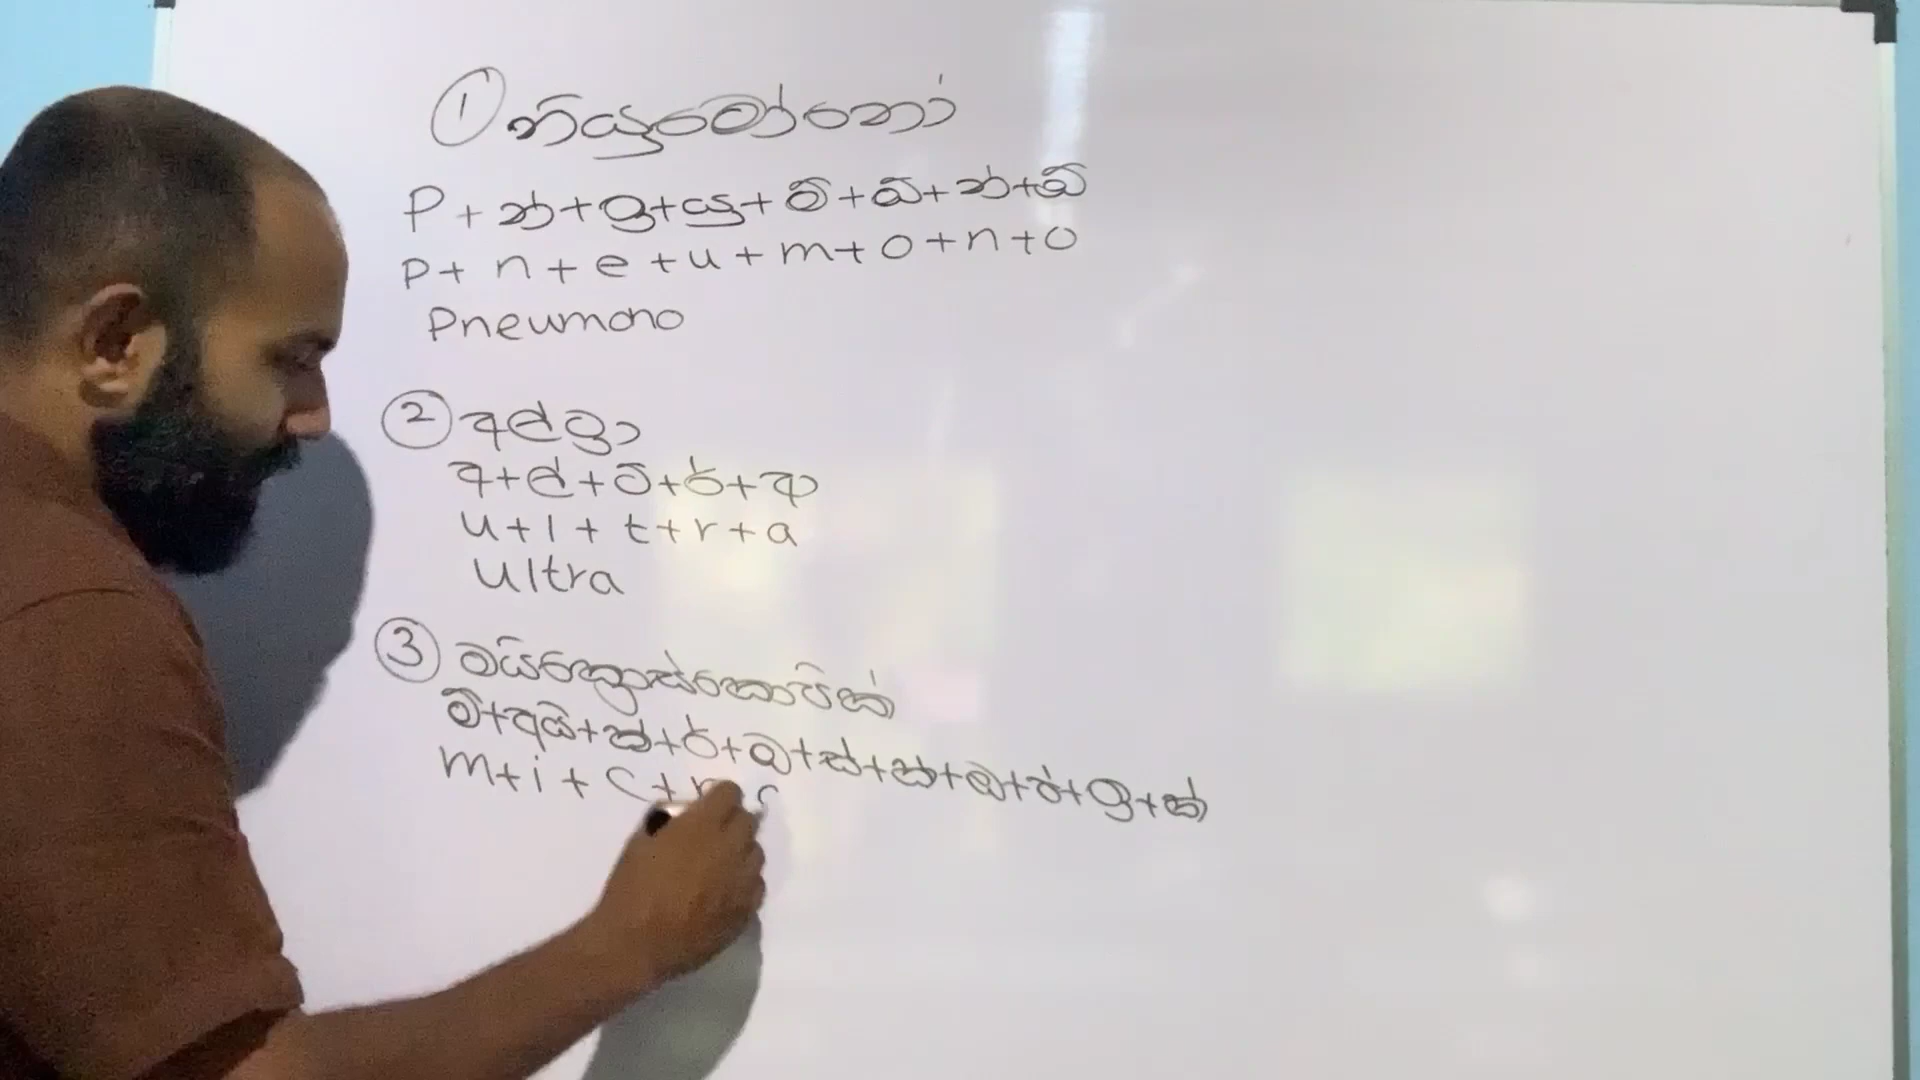 ① නියුමෝනෝ
P + න්+ඉ+යු+ම්+ඔ+න්+ඔ
P+ n + e + u + m+ o + n + o
Pneumono
② අල්ට්‍රා
අ+ල්+ට්+ර්+ආ
u + l + t + r + a
Ultra
③ මයික්‍රොස්කොපික්
ම්+අයි+ක්+ර්+ඔ+ස්+ක්+ඔ+ප්+ඉ+ක්
m+i + c+r